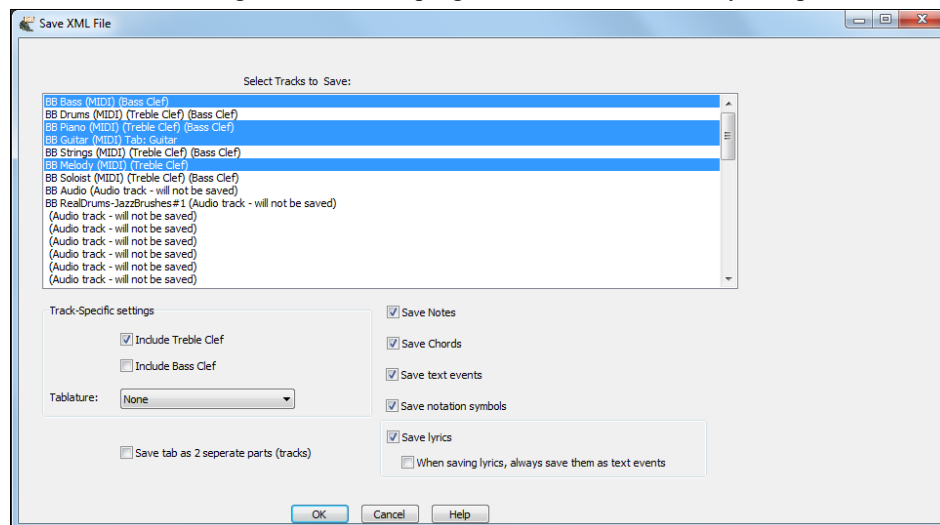 Save XML File
Select Tracks to Save:
BB Bass (MIDI) (Bass Clef)
BB Drums (MIDI) (Treble Clef) (Bass Clef)
BB Piano (MIDI) (Treble Clef) (Bass Clef)
BB Guitar (MIDI) Tab: Guitar
BB Strings (MIDI) (Treble Clef) (Bass Clef)
BB Melody (MIDI) (Treble Clef)
BB Soloist (MIDI) (Treble Clef) (Bass Clef)
BB Audio (Audio track - will not be saved)
BB RealDrums-JazzBrushes#1 (Audio track - will not be saved)
(Audio track - will not be saved)
(Audio track - will not be saved)
(Audio track - will not be saved)
(Audio track - will not be saved)
(Audio track - will not be saved)
(Audio track - will not be saved)
Track-Specific settings
Include Treble Clef
Include Bass Clef
Tablature: None
Save tab as 2 seperate parts (tracks)
Save Notes
Save Chords
Save text events
Save notation symbols
Save lyrics
When saving lyrics, always save them as text events
OK Cancel Help